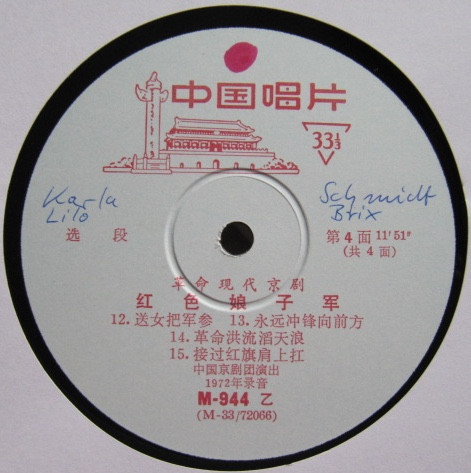 中国唱片
33⅓
Karla
Lilo
Schmidt
Brix
选段
第4面 11′51″
(共4面)
革命现代京剧
红色娘子军
12.送女把军参 13.永远冲锋向前方
14.革命洪流滔天浪
15.接过红旗肩上扛
中国京剧团演出
1972年录音
M-944 乙
(M-33/72066)